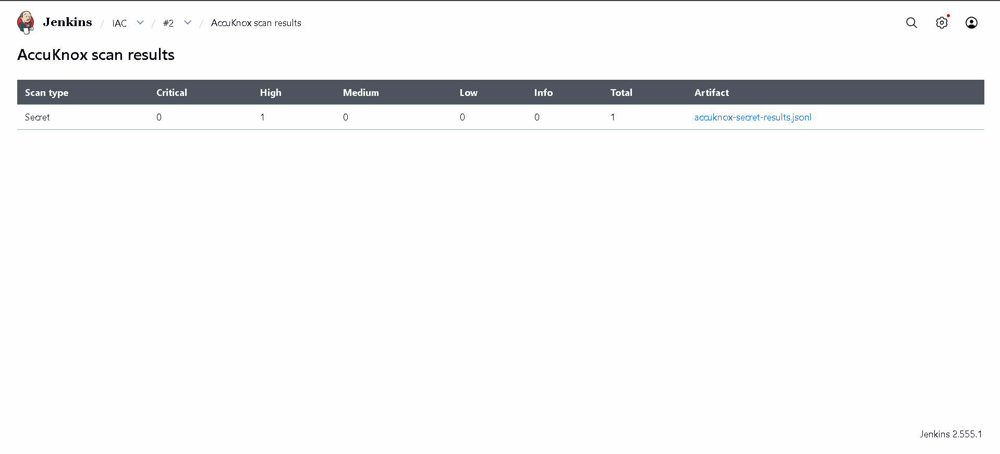 Jenkins / IAC / #2 / AccuKnox scan results
AccuKnox scan results
Scan type Critical High Medium Low Info Total Artifact
Secret 0 1 0 0 0 1 accuknox-secret-results.jsonl
Jenkins 2.555.1